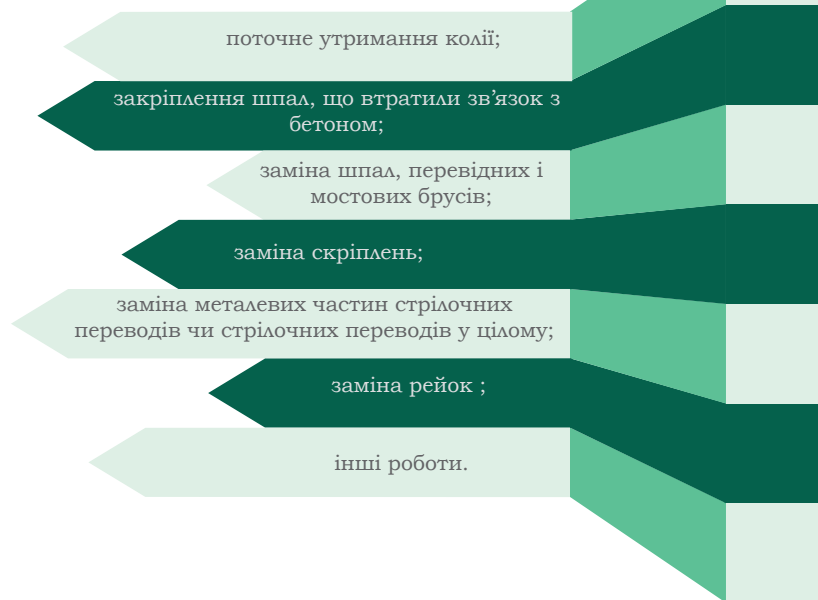 поточне утримання колії;
закріплення шпал, що втратили зв’язок з
бетоном;
заміна шпал, перевідних і
мостових брусів;
заміна скріплень;
заміна металевих частин стрілочних
переводів чи стрілочних переводів у цілому;
заміна рейок ;
інші роботи.